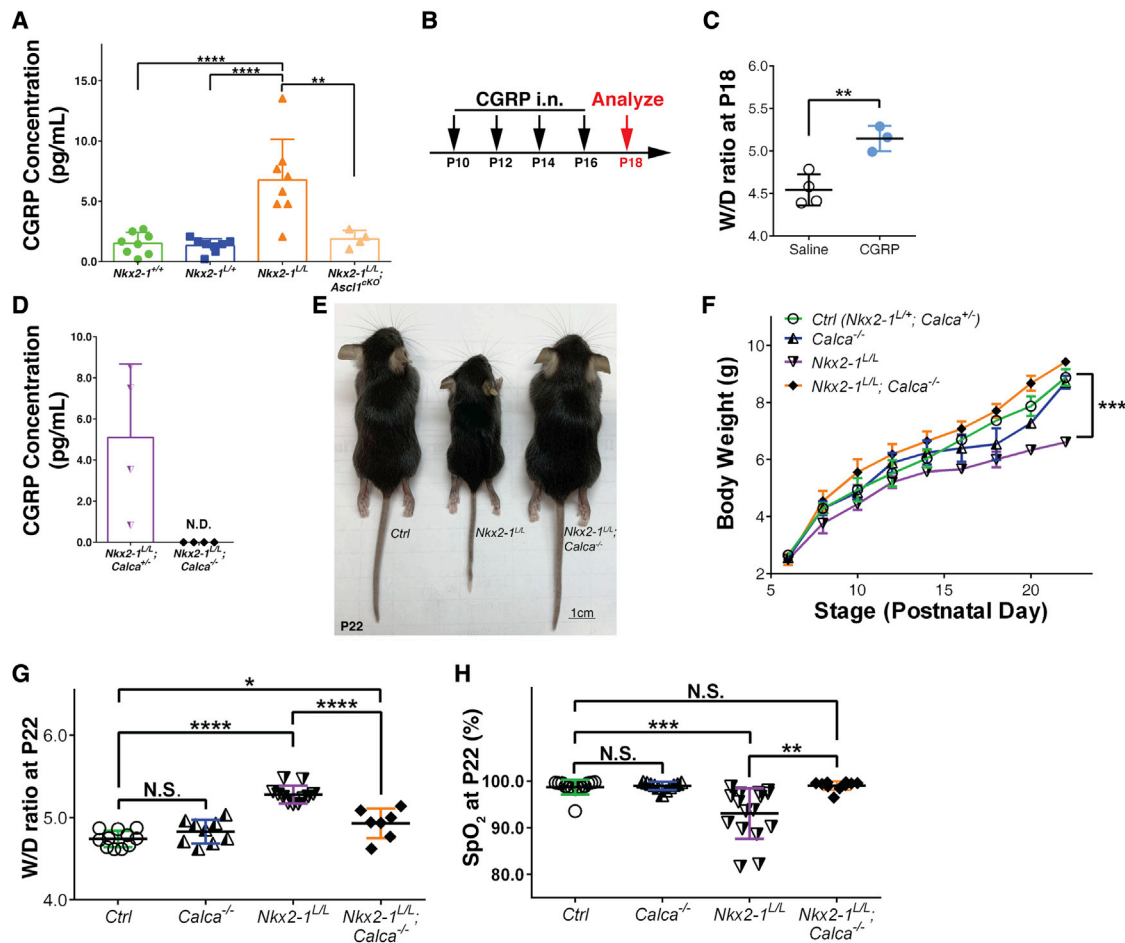 A
CGRP Concentration
(pg/mL)
15.0
10.0
5.0
0.0
****
****
**
Nkx2-1+/+
Nkx2-1L/+
Nkx2-1L/L
Nkx2-1L/L;
Ascl1cKO
B
CGRP i.n.
Analyze
P10
P12
P14
P16
P18
C
W/D ratio at P18
6.0
5.5
5.0
4.5
4.0
**
Saline
CGRP
D
CGRP Concentration
(pg/mL)
10.0
8.0
6.0
4.0
2.0
0.0
N.D.
Nkx2-1L/L;
Calca+/-
Nkx2-1L/L;
Calca-/-
E
Ctrl
Nkx2-1L/L
Nkx2-1L/L;
Calca-/-
1cm
P22
F
Ctrl (Nkx2-1L/+; Calca+/-)
Calca-/-
Nkx2-1L/L
Nkx2-1L/L; Calca-/-
Body Weight (g)
10
8
6
4
2
***
10
15
20
Stage (Postnatal Day)
G
W/D ratio at P22
6.0
5.0
4.0
*
****
****
N.S.
Ctrl
Calca-/-
Nkx2-1L/L
Nkx2-1L/L;
Calca-/-
H
SpO2 at P22 (%)
100.0
90.0
80.0
N.S.
***
N.S.
**
Ctrl
Calca-/-
Nkx2-1L/L
Nkx2-1L/L;
Calca-/-